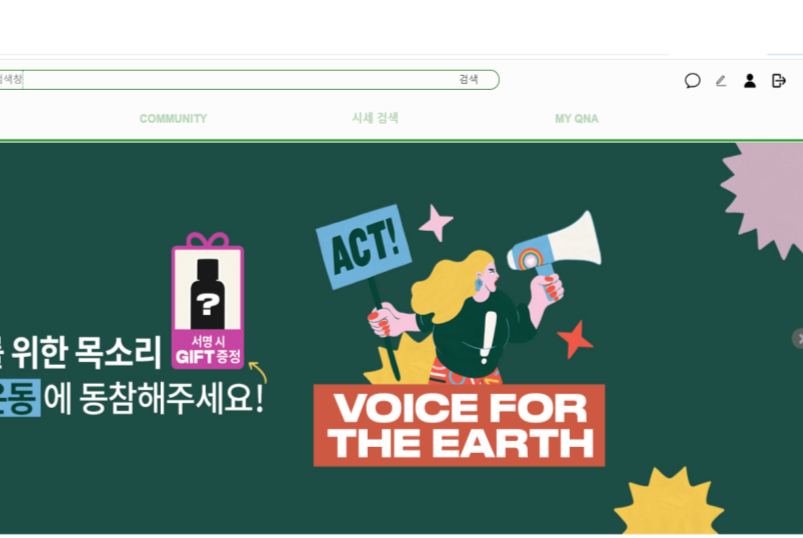 검색
COMMUNITY
시세 검색
MY QNA
ACT!
?
서명 시
GIFT 증정
위한 목소리
에 동참해주세요!
!
VOICE FOR
THE EARTH